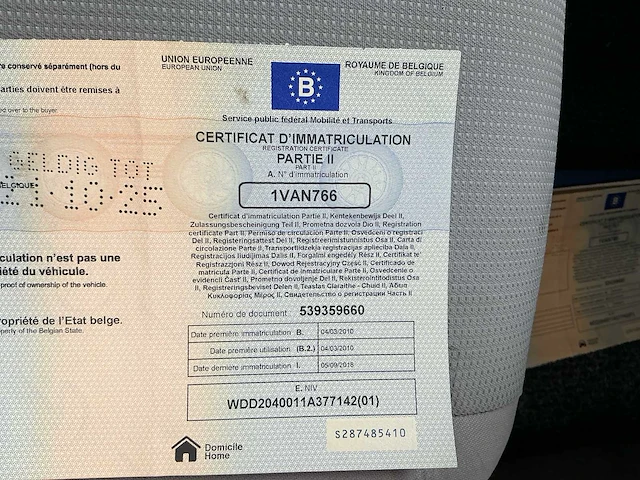 re conservé séparément (hors du
arties doivent être remises à
ed over to the buyer.
GELDIG TOT
BELGIQUE
21·10·25
culation n'est pas une
iété du véhicule.
proof of ownership of the vehicle.
opriété de l'Etat belge.
perty of the Belgian State.
UNION EUROPEENNE
EUROPEAN UNION
B
ROYAUME DE BELGIQUE
KINGDOM OF BELGIUM
Service public fédéral Mobilité et Transports
CERTIFICAT D'IMMATRICULATION
REGISTRATION CERTIFICATE
PARTIE II
PART II
A. N° d'immatriculation
1VAN766
Certificat d'immatriculation Partie II, Kentekenbewijs Deel II,
Zulassungsbescheinigung Teil II, Prometna dozvola Dio II, Registration
certificate Part II, Permiso de circulación Parte II, Osvědčení o registraci
Del II, Registreringsattest Del II, Registreerimistunnistus Osa II, Carta di
circolazione Parte II, Transportlīdzekļa reģistrācijas apliecība Daļa II,
Registracijos liudijimas Dalis II, Forgalmi engedély Rész II, Certifikat ta'
Reġistrazzjoni Rész II, Dowód Rejestracyjny Część II, Certificado de
matrícula Parte II, Certificat de înmatriculare Partea II, Osvedčenie o
evidencii Časť II, Prometno dovoljenje Del II, Rekisteröintitodistus Osa
II, Registreringsbeviset Delen II, Teastas Cláraithe - Chuid II, Άδεια
Κυκλοφορίας Μέρος II, Свидетелство о регистрации Часть II
Numéro de document : 539359660
Date première immatriculation B. 04/03/2010
Date première utilisation (B.2.) 04/03/2010
Date dernière immatriculation I. 05/09/2018
E. NIV
WDD2040011A377142(01)
S287485410
Domicile
Home